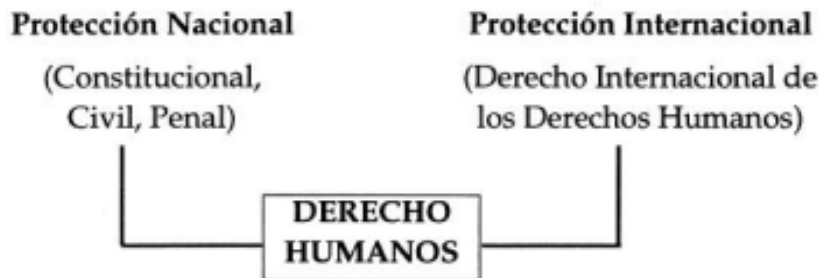 Protección Nacional
(Constitucional,
Civil, Penal)
Protección Internacional
(Derecho Internacional de
los Derechos Humanos)
DERECHO
HUMANOS